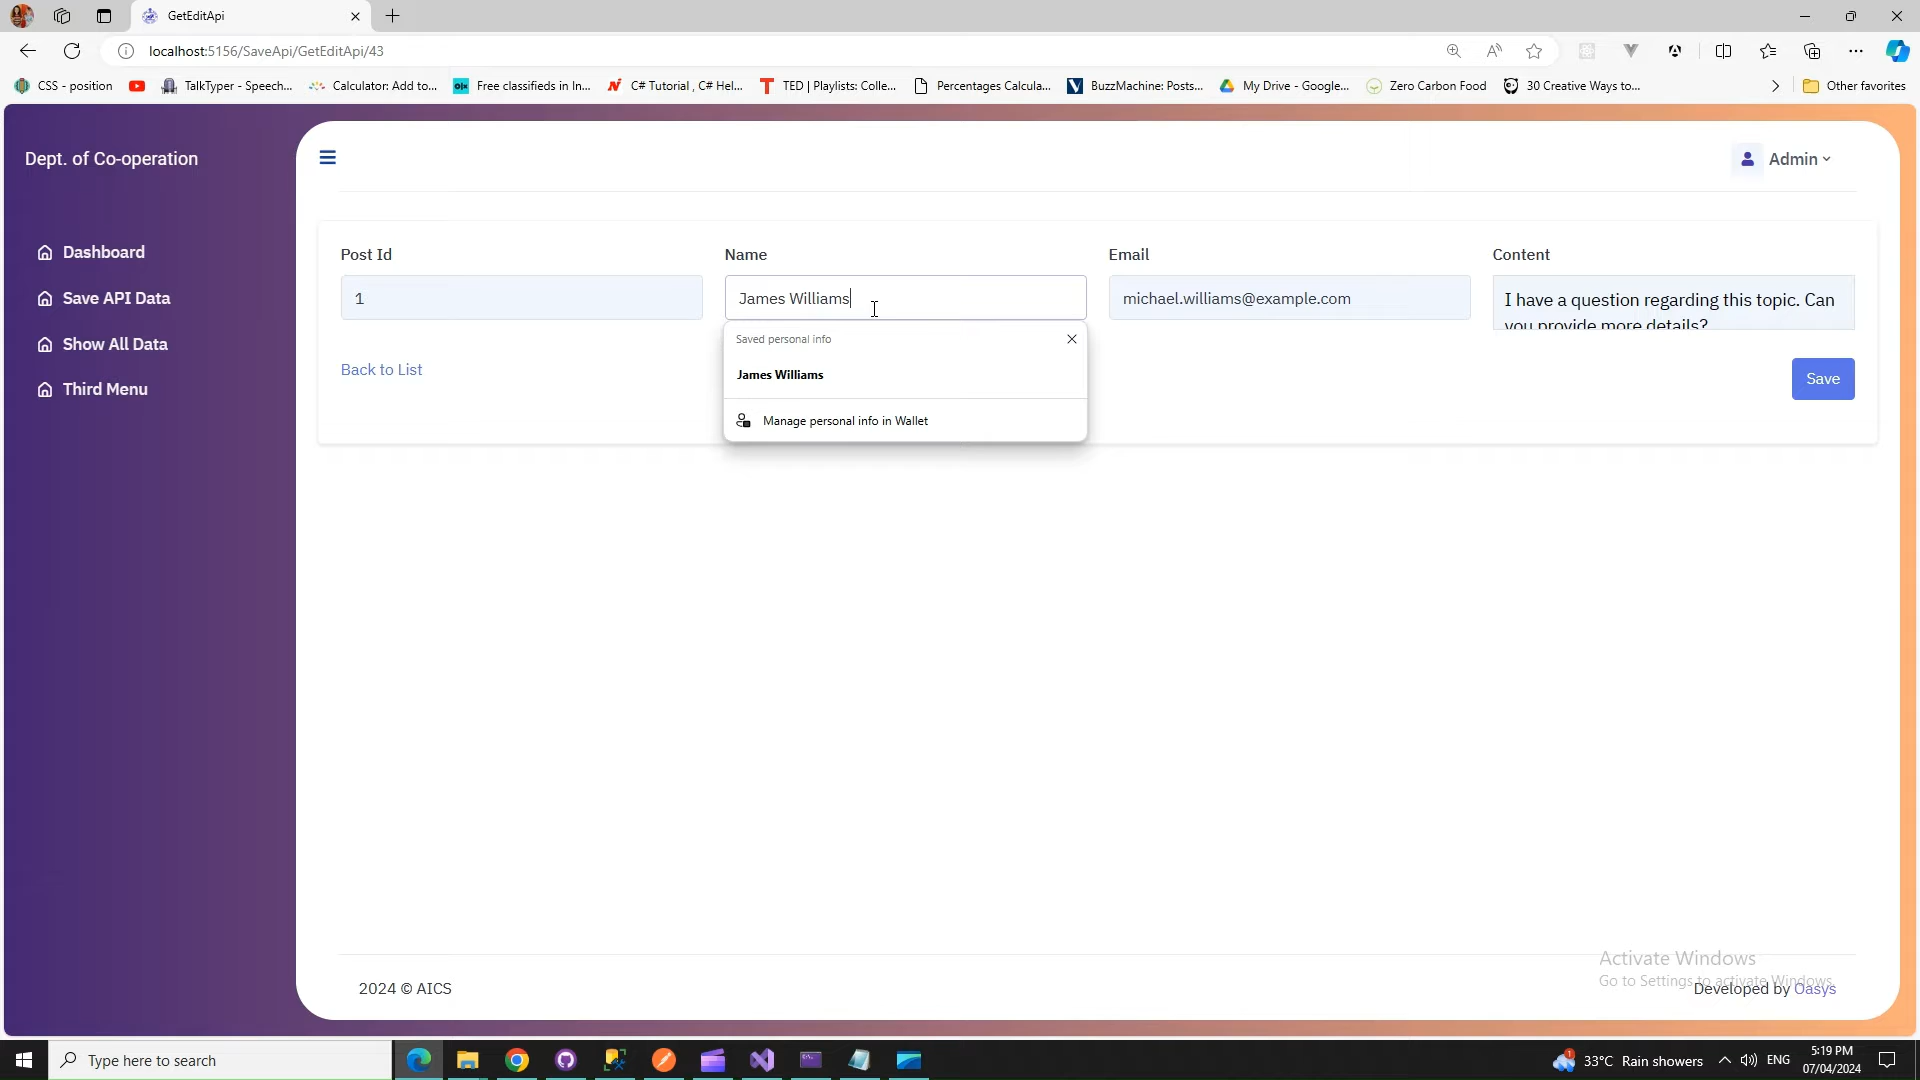 GetEditApi
localhost:5156/SaveApi/GetEditApi/43
CSS - position
TalkTyper - Speech...
Calculator: Add to...
Free classifieds in In...
C# Tutorial , C# Hel...
TED | Playlists: Colle...
Percentages Calcula...
BuzzMachine: Posts...
My Drive - Google...
Zero Carbon Food
30 Creative Ways to...
Other favorites
Dept. of Co-operation
Admin
Dashboard
Save API Data
Show All Data
Third Menu
Post Id
Name
Email
Content
1
James Williams
michael.williams@example.com
I have a question regarding this topic. Can
you provide more details?
Saved personal info
James Williams
Manage personal info in Wallet
Back to List
Save
Activate Windows
Go to Settings to activate Windows.
2024 © AICS
Developed by Oasys
Type here to search
33°C Rain showers
ENG
5:19 PM
07/04/2024